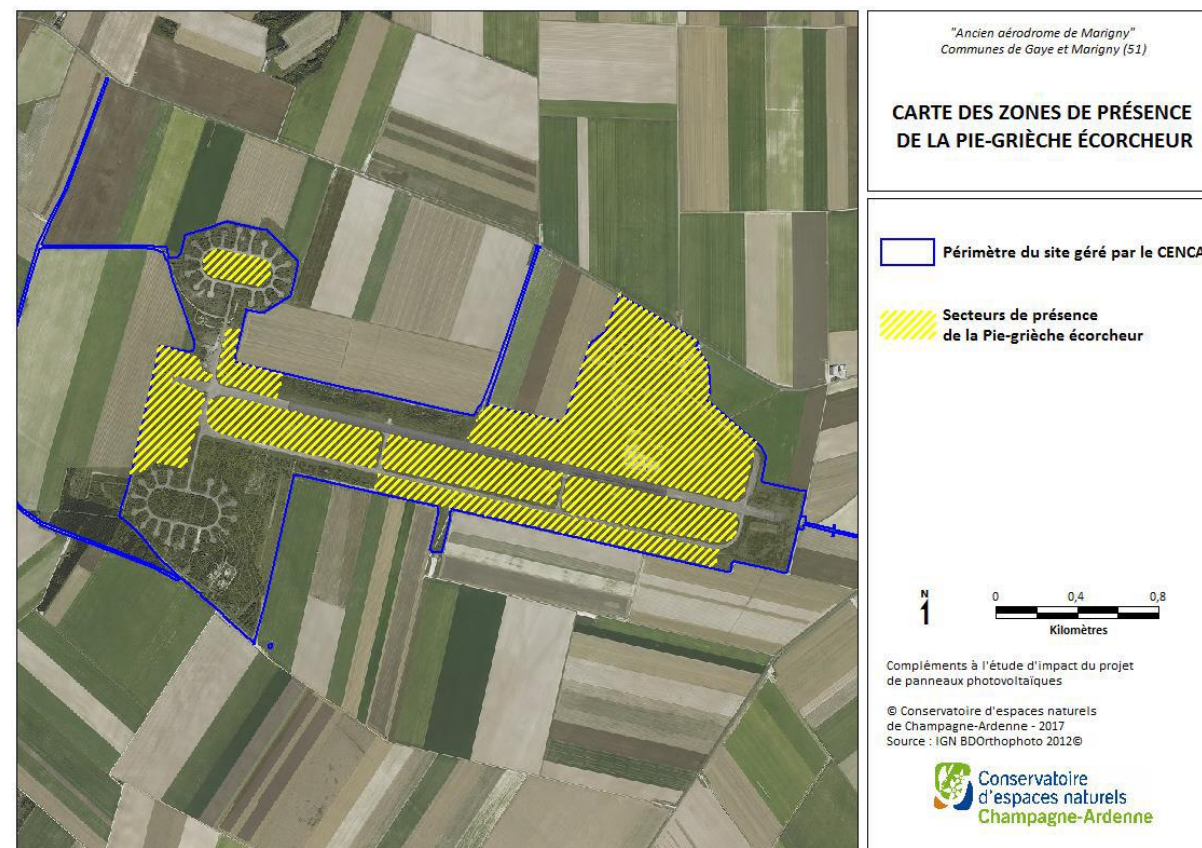 "Ancien aérodrome de Marigny"
Communes de Gaye et Marigny (51)
CARTE DES ZONES DE PRÉSENCE
DE LA PIE-GRIÈCHE ÉCORCHEUR
Périmètre du site géré par le CENCA
Secteurs de présence
de la Pie-grièche écorcheur
N
0 0,4 0,8
Kilomètres
Compléments à l'étude d'impact du projet
de panneaux photovoltaïques
© Conservatoire d'espaces naturels
de Champagne-Ardenne - 2017
Source : IGN BDOrthophoto 2012©
Conservatoire
d'espaces naturels
Champagne-Ardenne